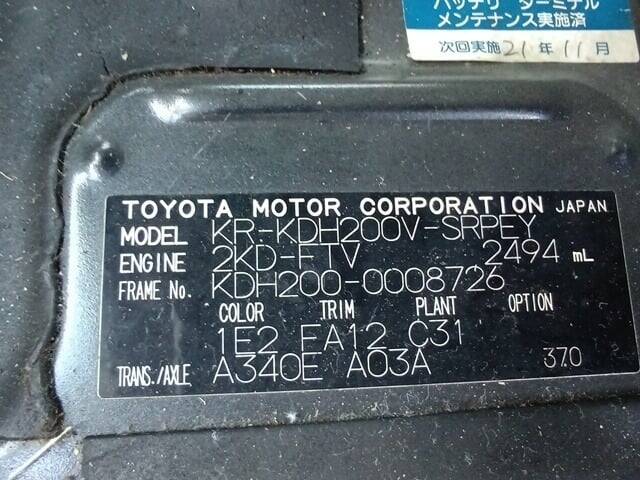 バッテリ ターミナル
メンテナンス実施済
次回実施 21 年 11 月
TOYOTA MOTOR CORPORATION JAPAN
MODEL KR-KDH200V-SRPEY
ENGINE 2KD-FTV 2494 mL
FRAME No. KDH200-0008726
COLOR TRIM PLANT OPTION
1E2 FA12 C31
TRANS./AXLE A340E A03A 370